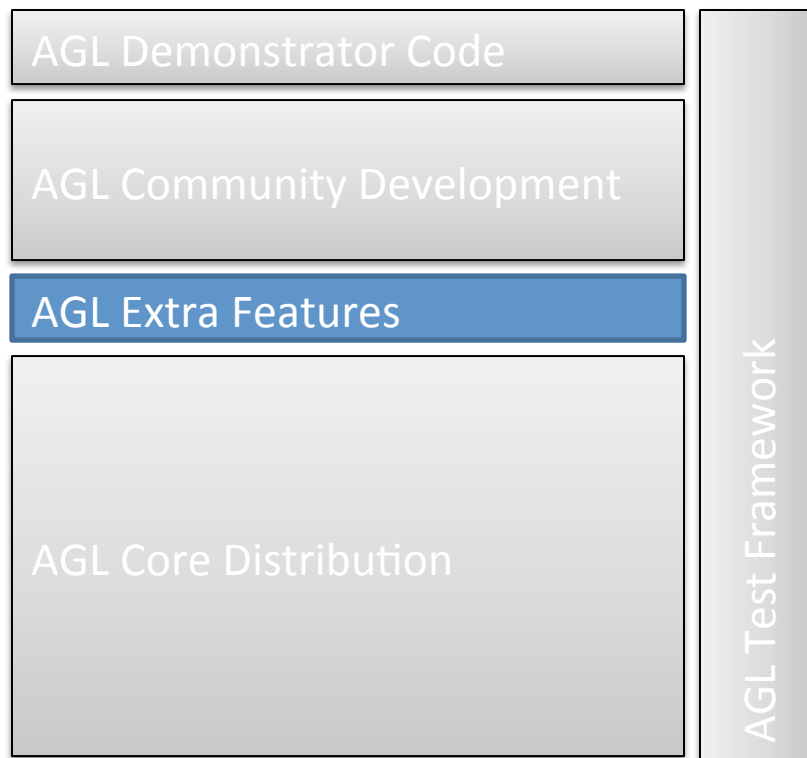 AGL Demonstrator Code
AGL Community Development
AGL Extra Features
AGL Core Distribution
AGL Test Framework